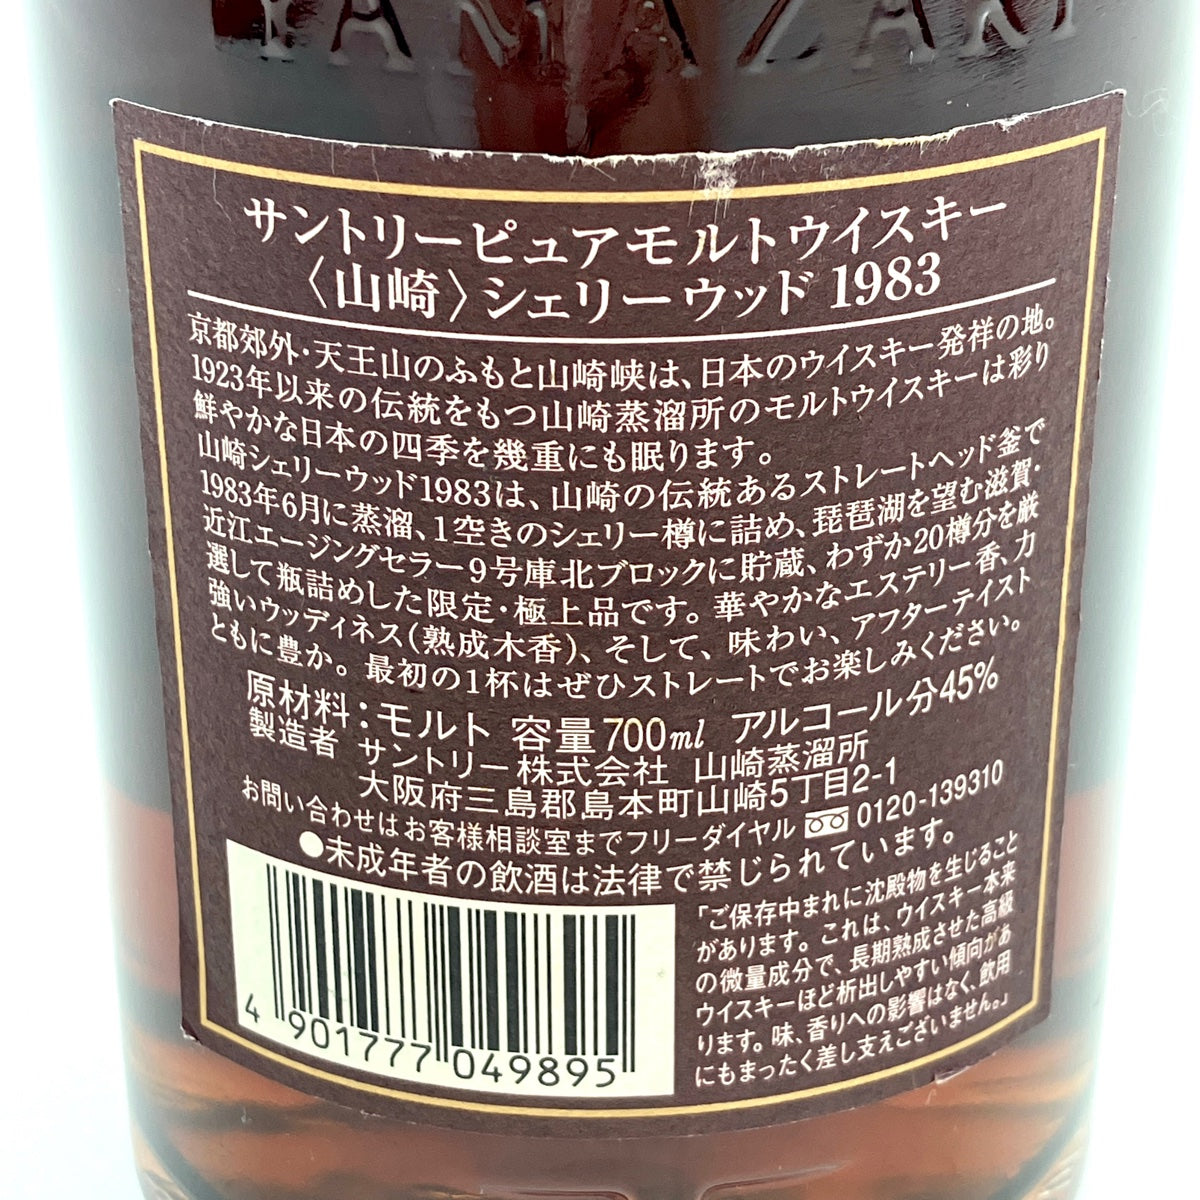 YAMAZAKI
サントリーピュアモルトウイスキー
〈山崎〉シェリーウッド1983
京都郊外・天王山のふもと山崎峡は、日本のウイスキー発祥の地。
1923年以来の伝統をもつ山崎蒸溜所のモルトウイスキーは彩り
鮮やかな日本の四季を幾重にも眠ります。
山崎シェリーウッド1983は、山崎の伝統あるストレートヘッド釜で
1983年6月に蒸溜、1空きのシェリー樽に詰め、琵琶湖を望む滋賀・
近江エージングセラー9号庫北ブロックに貯蔵、わずか20樽分を厳
選して瓶詰めした限定・極上品です。華やかなエステリー香、力
強いウッディネス(熟成木香)、そして、味わい、アフターテイスト
ともに豊か。最初の1杯はぜひストレートでお楽しみください。
原材料：モルト 容量700ml アルコール分45%
製造者 サントリー株式会社 山崎蒸溜所
大阪府三島郡島本町山崎5丁目2-1
お問い合わせはお客様相談室までフリーダイヤル 0120-139310
●未成年者の飲酒は法律で禁じられています。
「ご保存中まれに沈殿物を生じること
があります。これは、ウイスキー本来
の微量成分で、長期熟成させた高級
ウイスキーほど析出しやすい傾向があ
ります。味、香りへの影響はなく、飲用
にもまったく差し支えございません。」
4 901777 049895